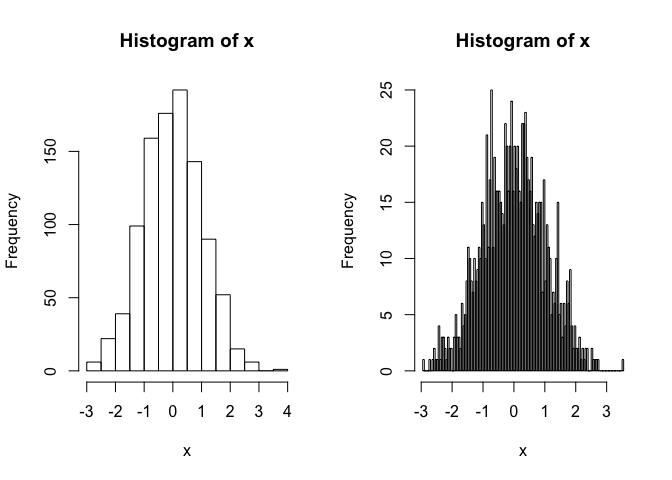 Histogram of x
Frequency
150
100
50
0
-3 -2 -1 0 1 2 3 4
x
Histogram of x
Frequency
25
20
15
10
5
0
-3 -2 -1 0 1 2 3
x